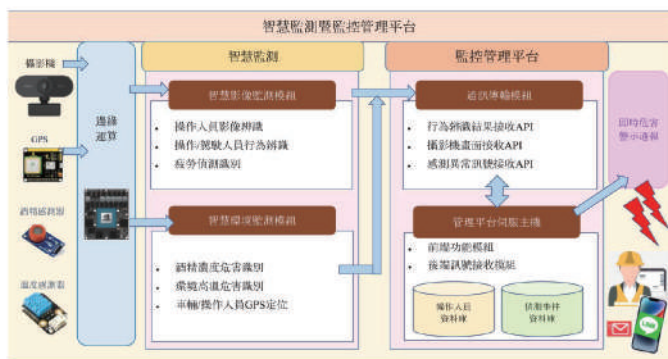 智慧監測暨監控管理平台
攝影機
GPS
酒精感測器
溫度感測器
邊緣
運算
智慧監測
智慧影像監測模組
• 操作人員影像辨識
• 操作/駕駛人員行為辨識
• 疲勞偵測識別
智慧環境監測模組
• 酒精濃度危害識別
• 環境高溫危害識別
• 車輛/操作人員GPS定位
監控管理平台
通訊傳輸模組
• 行為辨識結果接收API
• 攝影機畫面接收API
• 感測異常訊號接收API
管理平台伺服主機
• 前端功能模組
• 後端訊號接收模組
操作人員
資料庫
偵測事件
資料庫
即時危害
警示通報
LINE